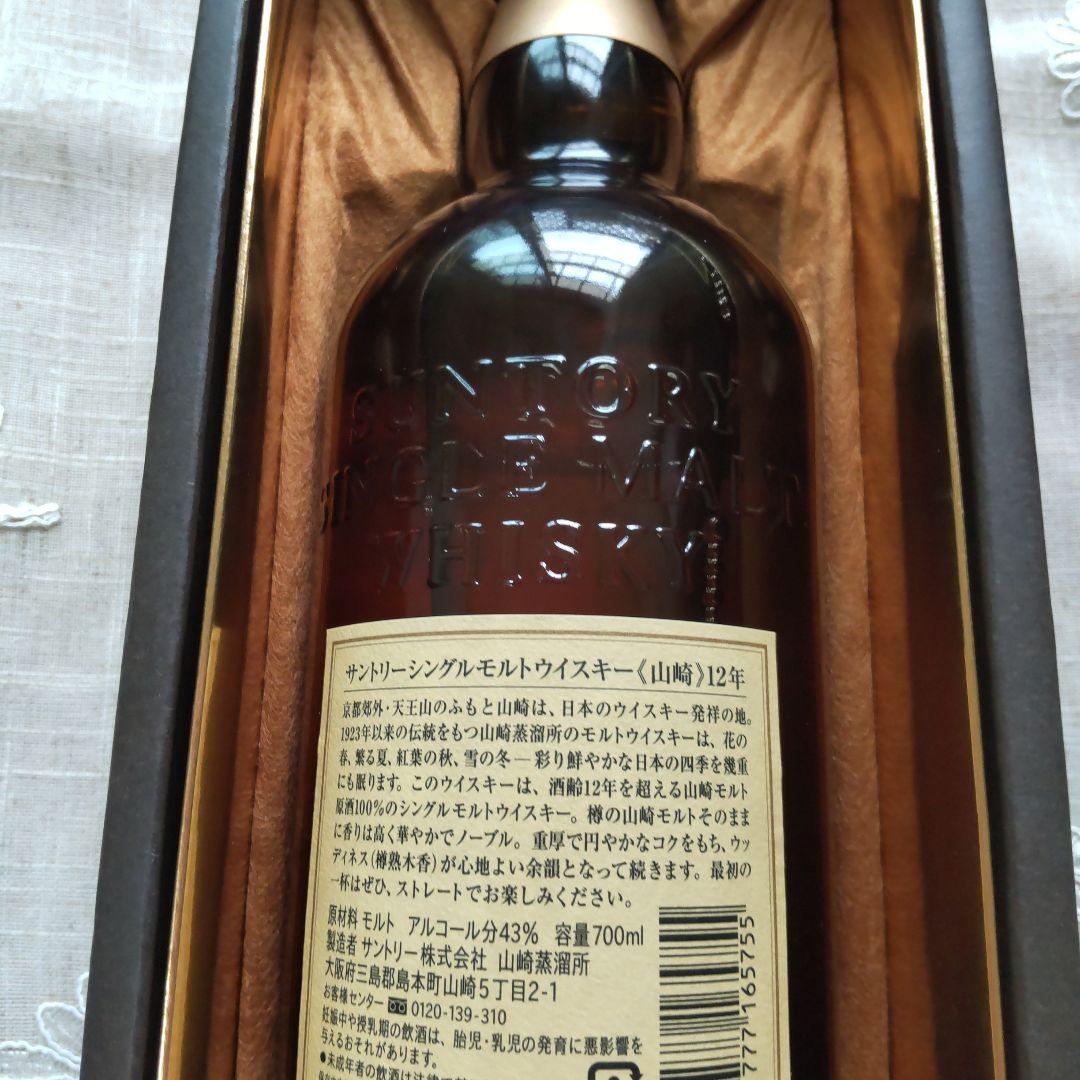 SUNTORY
SINGLE MALT
WHISKY
サントリーシングルモルトウイスキー《山崎》12年
京都郊外・天王山のふもと山崎は、日本のウイスキー発祥の地。
1923年以来の伝統をもつ山崎蒸溜所のモルトウイスキーは、花の
春、繁る夏、紅葉の秋、雪の冬―彩り鮮やかな日本の四季を幾重
にも眠ります。このウイスキーは、酒齢12年を超える山崎モルト
原酒100%のシングルモルトウイスキー。樽の山崎モルトそのまま
に香りは高く華やかでノーブル。重厚で円やかなコクをもち、ウッ
ディネス(樽熟木香)が心地よい余韻となって続きます。最初の
一杯はぜひ、ストレートでお楽しみください。
原材料 モルト アルコール分43% 容量700ml
製造者 サントリー株式会社 山崎蒸溜所
大阪府三島郡島本町山崎5丁目2-1
お客様センター 0120-139-310
妊娠中や授乳期の飲酒は、胎児・乳児の発育に悪影響を
与えるおそれがあります。
●未成年者の飲酒は法律で
777165755